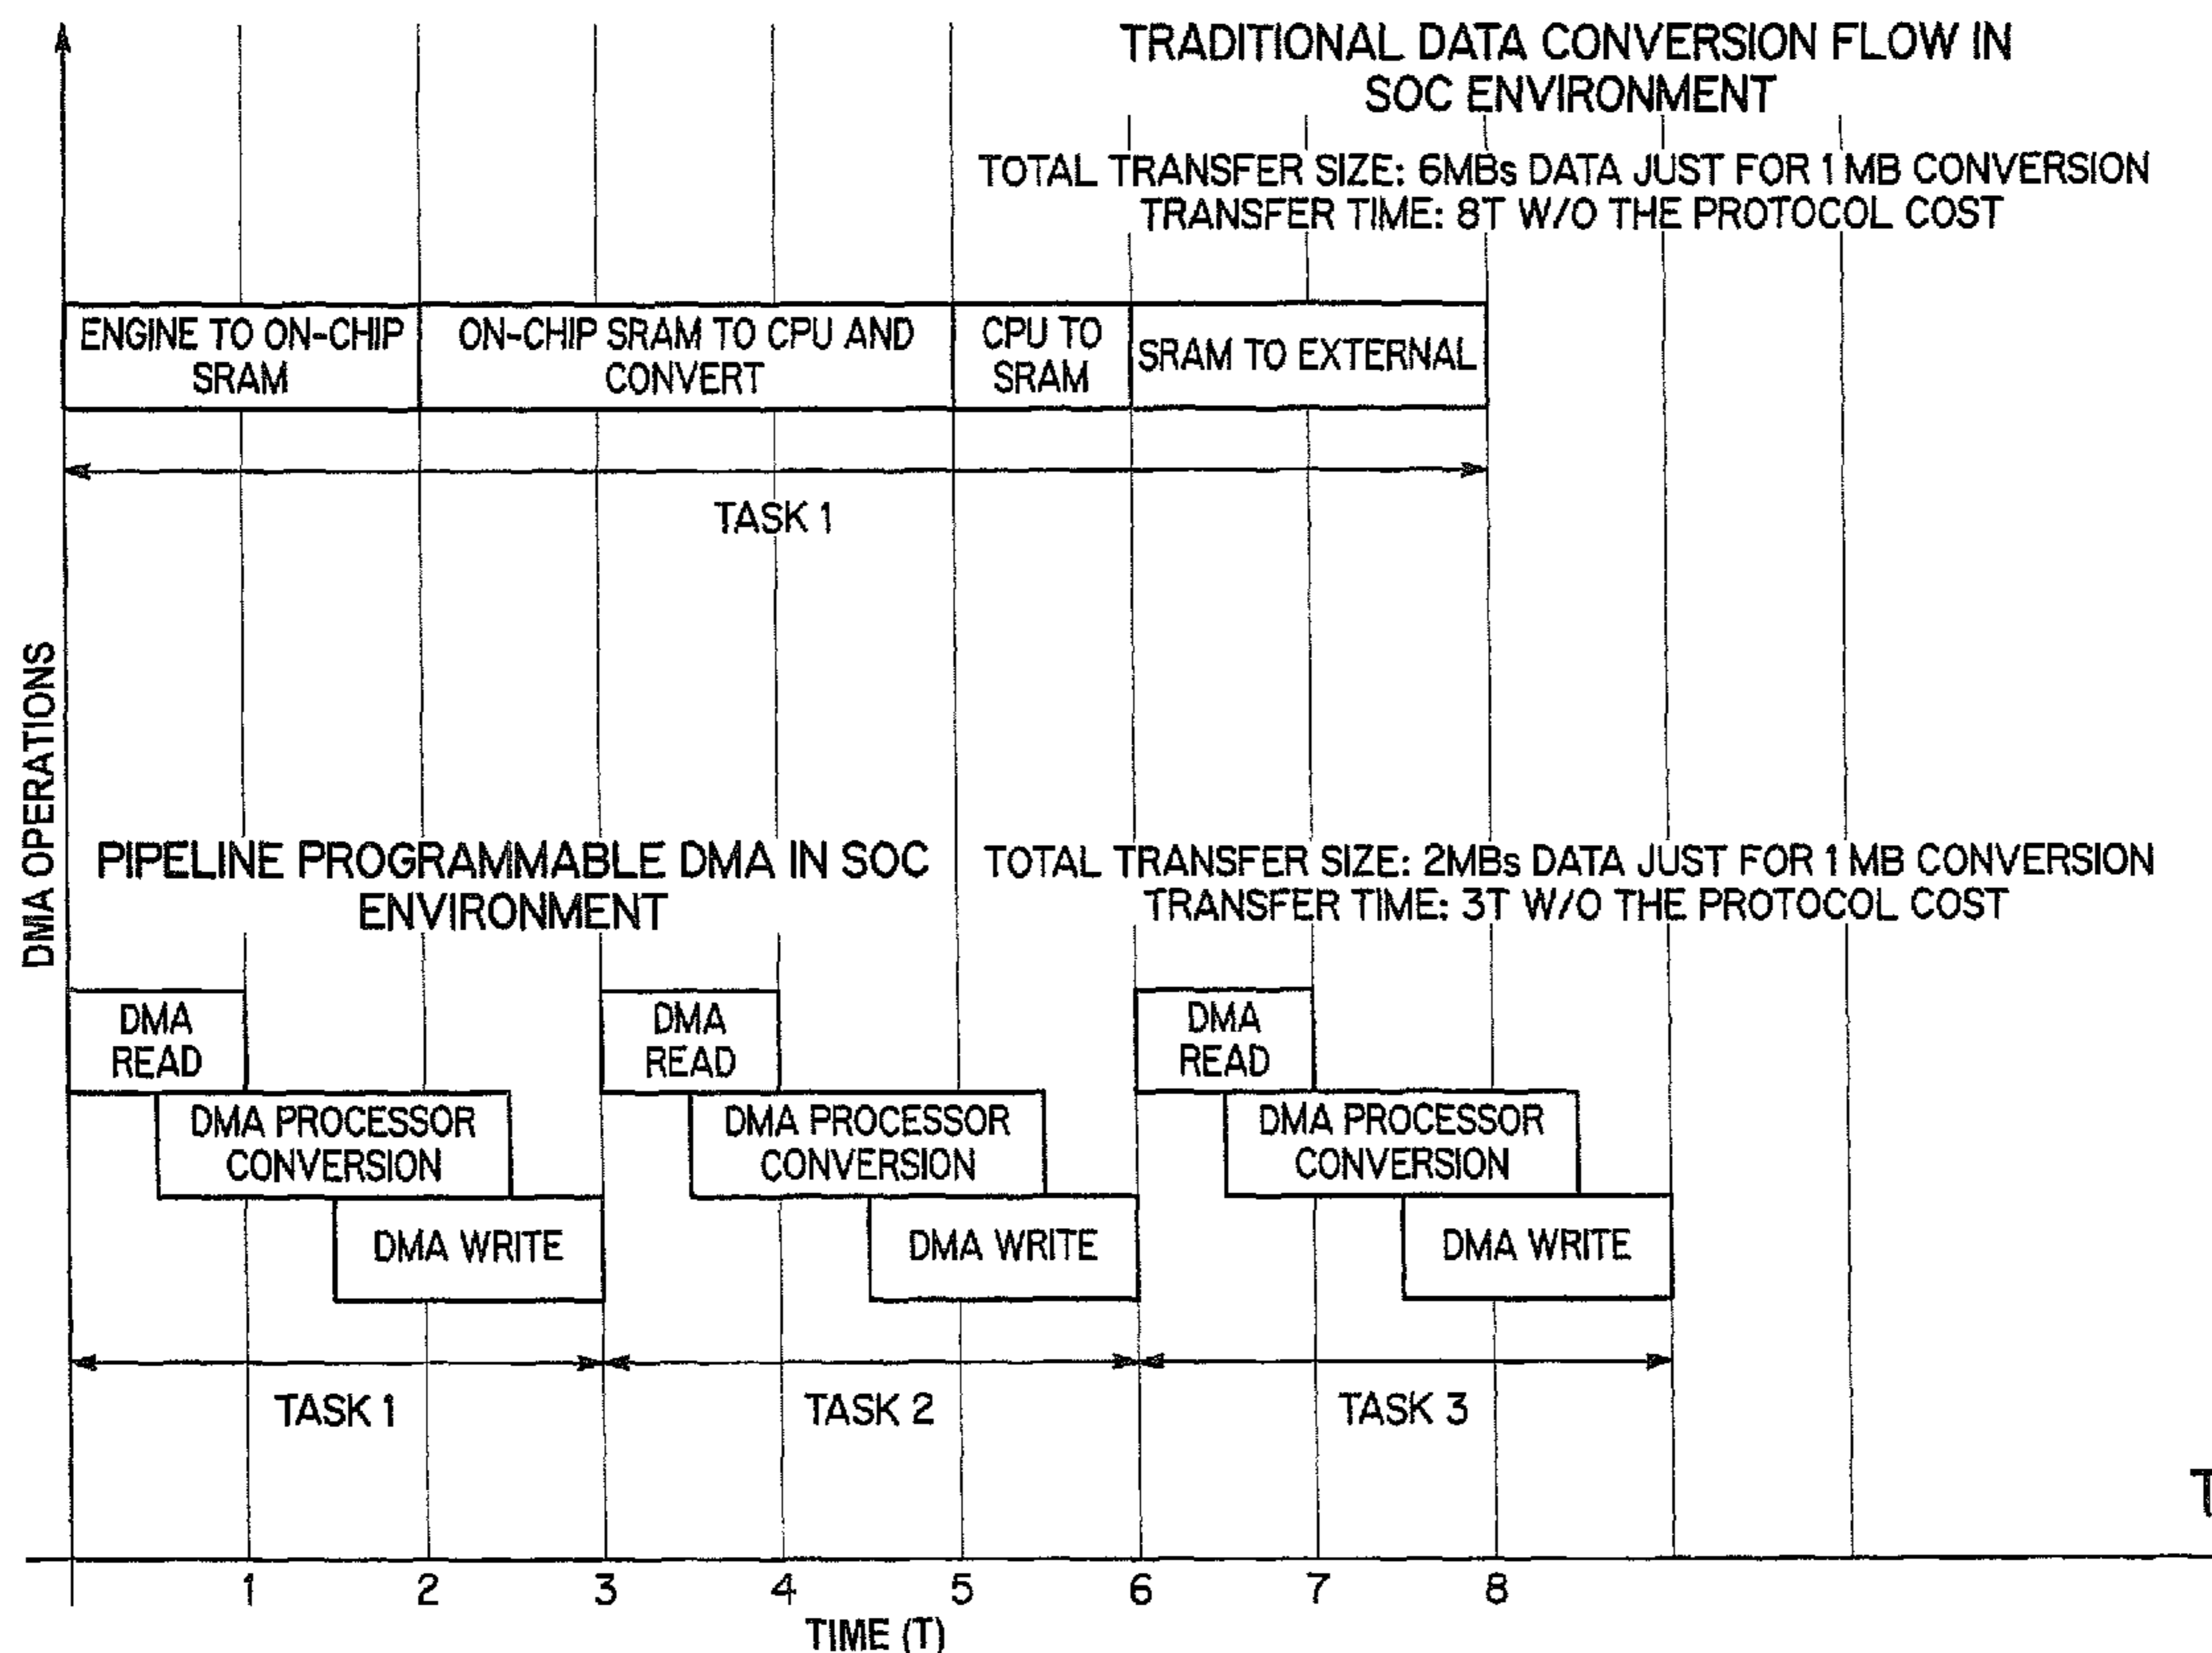 TRADITIONAL DATA CONVERSION FLOW IN
SOC ENVIRONMENT
TOTAL TRANSFER SIZE: 6MBs DATA JUST FOR 1 MB CONVERSION
TRANSFER TIME: 8T W/O THE PROTOCOL COST
ENGINE TO ON-CHIP
SRAM
ON-CHIP SRAM TO CPU AND
CONVERT
CPU TO
SRAM
SRAM TO EXTERNAL
TASK 1
DMA OPERATIONS
PIPELINE PROGRAMMABLE DMA IN SOC
ENVIRONMENT
TOTAL TRANSFER SIZE: 2MBs DATA JUST FOR 1 MB CONVERSION
TRANSFER TIME: 3T W/O THE PROTOCOL COST
DMA
READ
DMA
READ
DMA
READ
DMA PROCESSOR
CONVERSION
DMA PROCESSOR
CONVERSION
DMA PROCESSOR
CONVERSION
DMA WRITE
DMA WRITE
DMA WRITE
TASK 1
TASK 2
TASK 3
1 2 3 4 5 6 7 8
TIME (T)